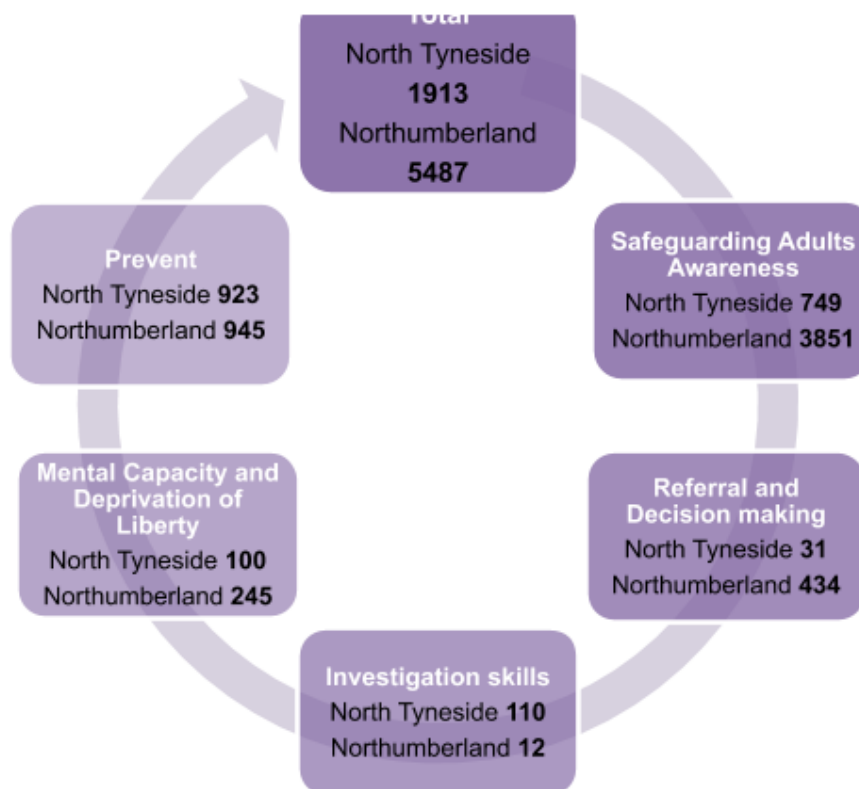 Total
North Tyneside
1913
Northumberland
5487
Safeguarding Adults
Awareness
North Tyneside 749
Northumberland 3851
Referral and
Decision making
North Tyneside 31
Northumberland 434
Investigation skills
North Tyneside 110
Northumberland 12
Mental Capacity and
Deprivation of
Liberty
North Tyneside 100
Northumberland 245
Prevent
North Tyneside 923
Northumberland 945